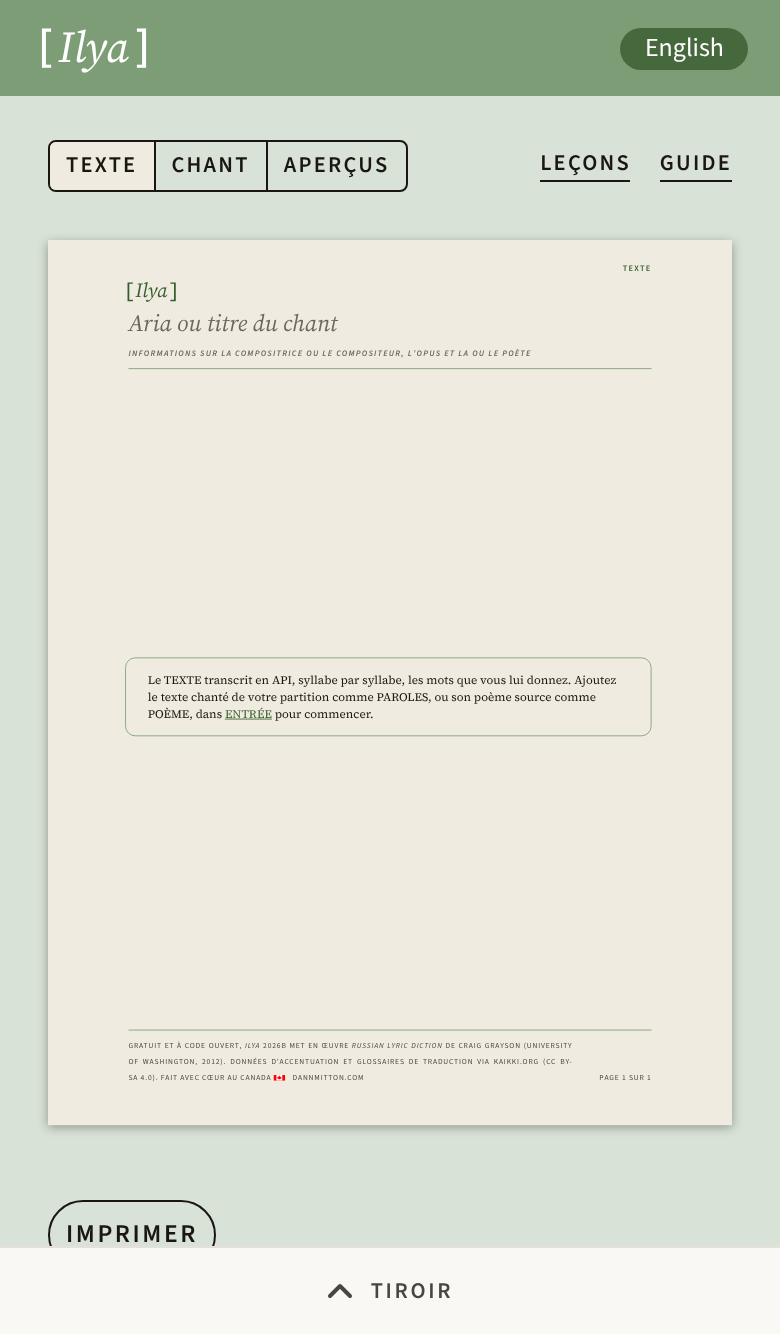 [Ilya]
English
TEXTE
CHANT
APERÇUS
LEÇONS
GUIDE
TEXTE
[Ilya]
Aria ou titre du chant
INFORMATIONS SUR LA COMPOSITRICE OU LE COMPOSITEUR, L'OPUS ET LA OU LE POÈTE
Le TEXTE transcrit en API, syllabe par syllabe, les mots que vous lui donnez. Ajoutez
le texte chanté de votre partition comme PAROLES, ou son poème source comme
POÈME, dans ENTRÉE pour commencer.
GRATUIT ET À CODE OUVERT, ILYA 2026B MET EN ŒUVRE RUSSIAN LYRIC DICTION DE CRAIG GRAYSON (UNIVERSITY
OF WASHINGTON, 2012). DONNÉES D'ACCENTUATION ET GLOSSAIRES DE TRADUCTION VIA KAIKKI.ORG (CC BY-
SA 4.0). FAIT AVEC CŒUR AU CANADA 🇨🇦 DANNMITTON.COM
PAGE 1 SUR 1
IMPRIMER
TIROIR